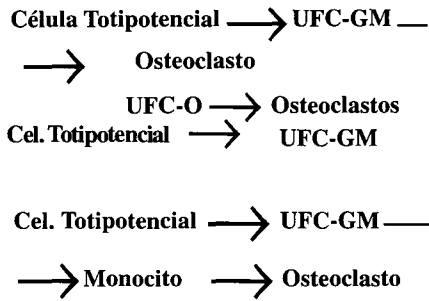 Célula Totipotencial → UFC-GM —
→ Osteoclasto
UFC-O → Osteoclastos
Cel. Totipotencial → UFC-GM
Cel. Totipotencial → UFC-GM —
→ Monocito → Osteoclasto